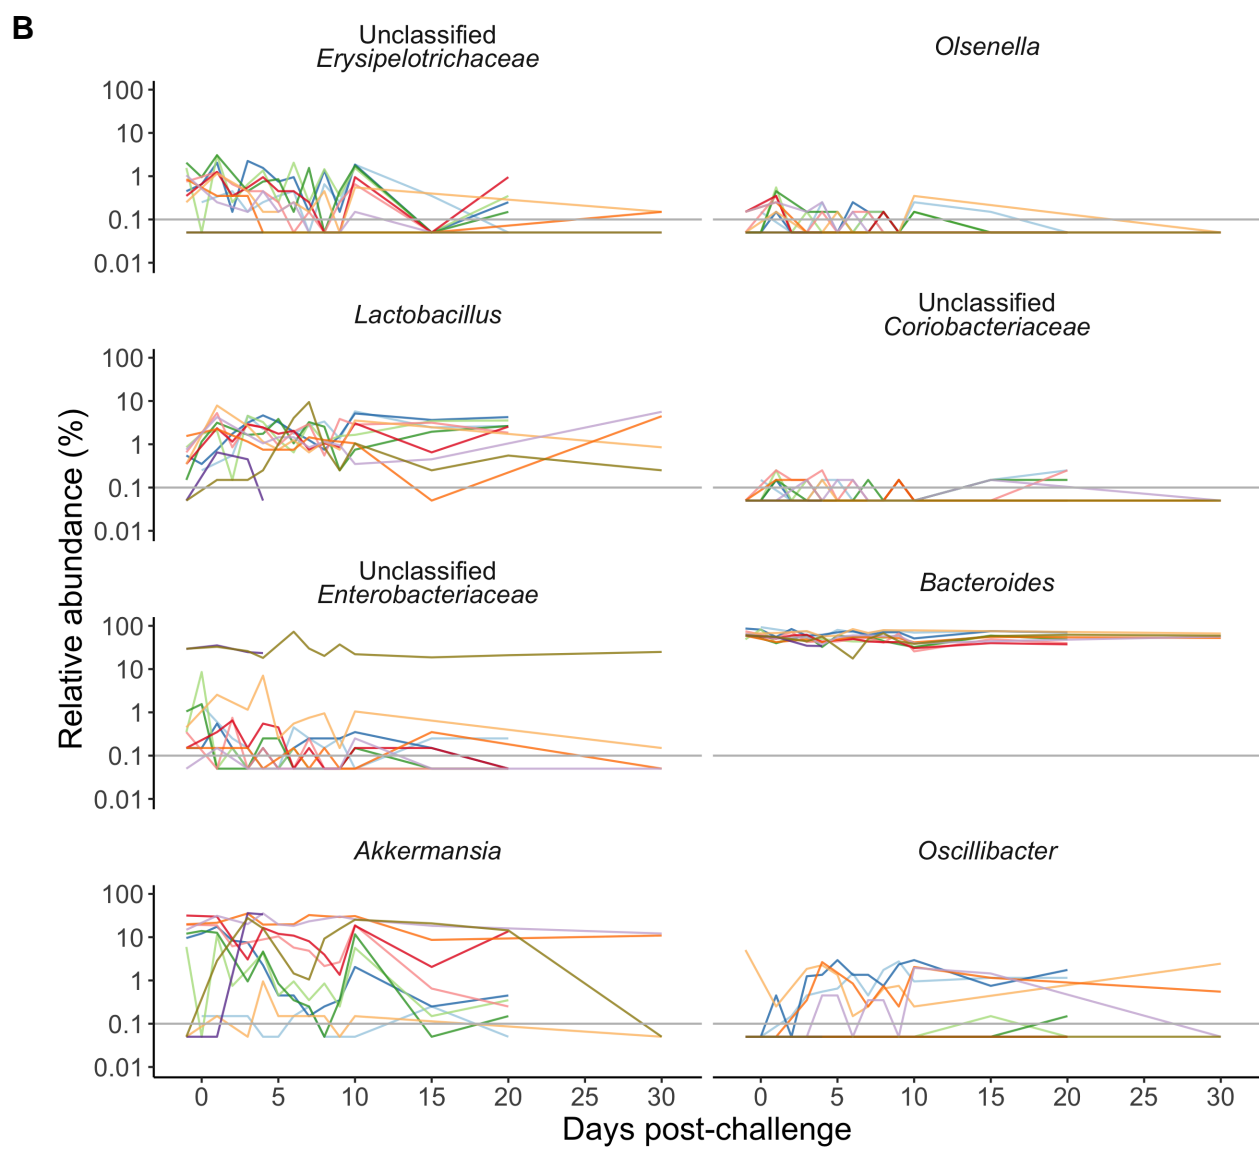 B
Unclassified
Erysipelotrichaceae
Olsenella
100
10
1
0.1
0.01
Lactobacillus
Unclassified
Coriobacteriaceae
100
10
1
0.1
0.01
Unclassified
Enterobacteriaceae
Bacteroides
100
10
1
0.1
0.01
Akkermansia
Oscillibacter
100
10
1
0.1
0.01
Relative abundance (%)
0 5 10 15 20 25 30 0 5 10 15 20 25 30
Days post-challenge